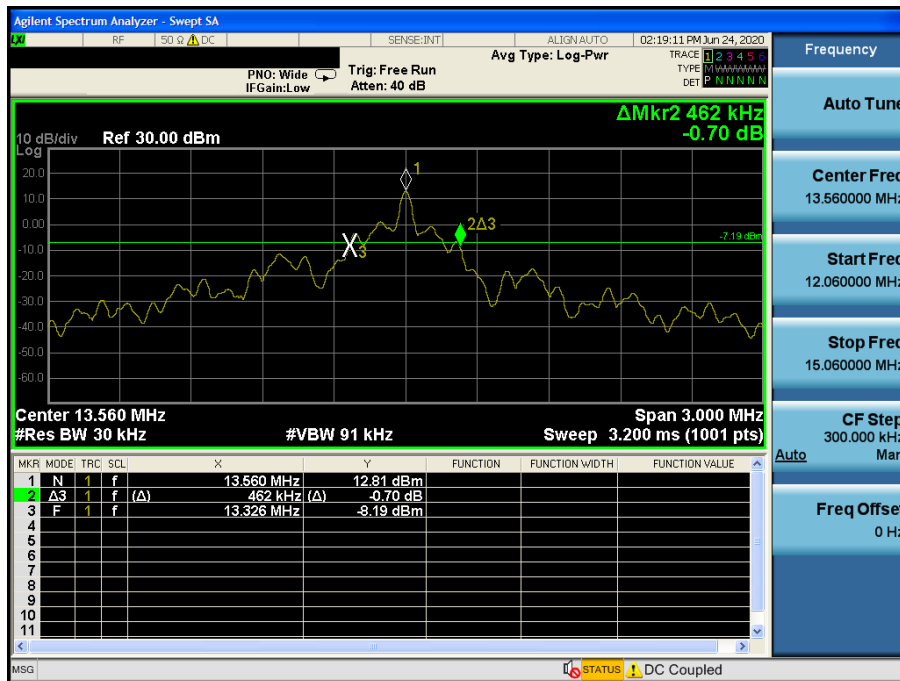 Agilent Spectrum Analyzer - Swept SA
LXI RF 50 Ω DC SENSE:INT ALIGN AUTO 02:19:11 PM Jun 24, 2020
Avg Type: Log-Pwr TRACE 1 2 3 4 5 6
PNO: Wide Trig: Free Run TYPE M
IFGain:Low Atten: 40 dB DET P N N N N N
ΔMkr2 462 kHz
-0.70 dB
10 dB/div Ref 30.00 dBm
Log
20.0
10.0
0.00
-10.0
-20.0
-30.0
-40.0
-50.0
-60.0
1
2Δ3
3
-7.19 dBm
Center 13.560 MHz Span 3.000 MHz
#Res BW 30 kHz #VBW 91 kHz Sweep 3.200 ms (1001 pts)
MKR MODE TRC SCL X Y FUNCTION FUNCTION WIDTH FUNCTION VALUE
1 N 1 f 13.560 MHz 12.81 dBm
2 Δ3 1 f (Δ) 462 kHz (Δ) -0.70 dB
3 F 1 f 13.326 MHz -8.19 dBm
4
5
6
7
8
9
10
11
MSG STATUS DC Coupled
Frequency
Auto Tune
Center Freq
13.560000 MHz
Start Freq
12.060000 MHz
Stop Freq
15.060000 MHz
CF Step
300.000 kHz
Auto Man
Freq Offset
0 Hz